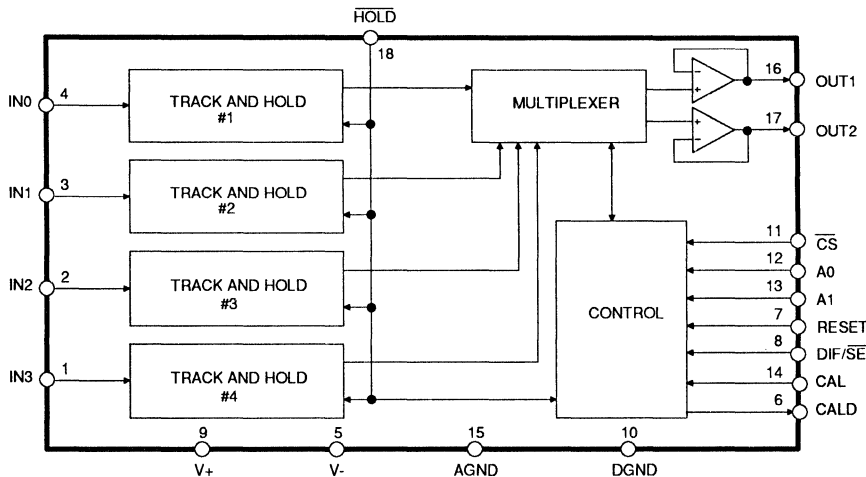 HOLD
18
IN0
4
TRACK AND HOLD
#1
MULTIPLEXER
16
OUT1
17
OUT2
IN1
3
TRACK AND HOLD
#2
IN2
2
TRACK AND HOLD
#3
IN3
1
TRACK AND HOLD
#4
CONTROL
11
CS
12
A0
13
A1
7
RESET
8
DIF/SE
14
CAL
6
CALD
9
V+
5
V-
15
AGND
10
DGND